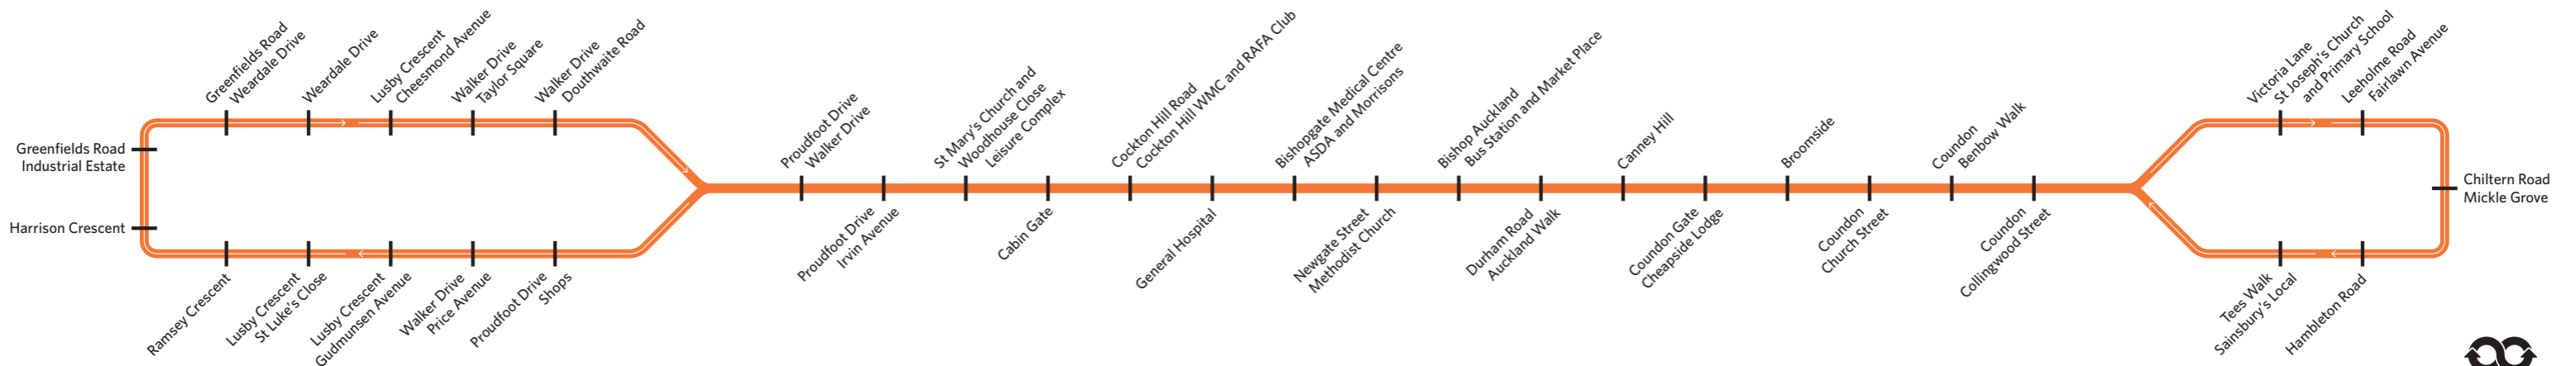 Greenfields Road
Weardale Drive
Weardale Drive
Lusby Crescent
Cheesmond Avenue
Walker Drive
Taylor Square
Walker Drive
Douthwaite Road
Greenfields Road
Industrial Estate
Harrison Crescent
Ramsey Crescent
Lusby Crescent
St Luke's Close
Lusby Crescent
Gudmunsen Avenue
Walker Drive
Price Avenue
Proudfoot Drive
Shops
Proudfoot Drive
Walker Drive
Proudfoot Drive
Irvin Avenue
St Mary's Church and
Woodhouse Close
Leisure Complex
Cabin Gate
Cockton Hill Road
Cockton Hill WMC and RAFA Club
General Hospital
Bishopgate Medical Centre
ASDA and Morrisons
Newgate Street
Methodist Church
Bishop Auckland
Bus Station and Market Place
Durham Road
Auckland Walk
Canney Hill
Coundon Gate
Cheapside Lodge
Broomside
Coundon
Church Street
Coundon
Benbow Walk
Coundon
Collingwood Street
Victoria Lane
St Joseph's Church
and Primary School
Leeholme Road
Fairlawn Avenue
Chiltern Road
Mickle Grove
Tees Walk
Sainsbury's Local
Hambleton Road